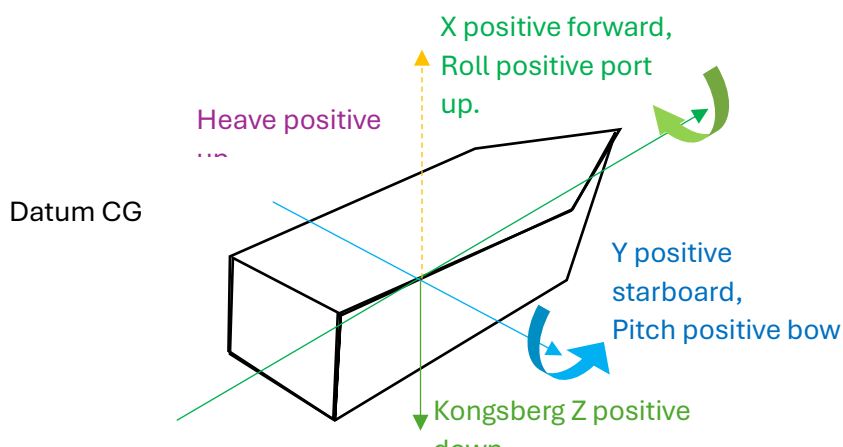 X positive forward,
Roll positive port
up.
Heave positive
Datum CG
Y positive
starboard,
Pitch positive bow
Kongsberg Z positive